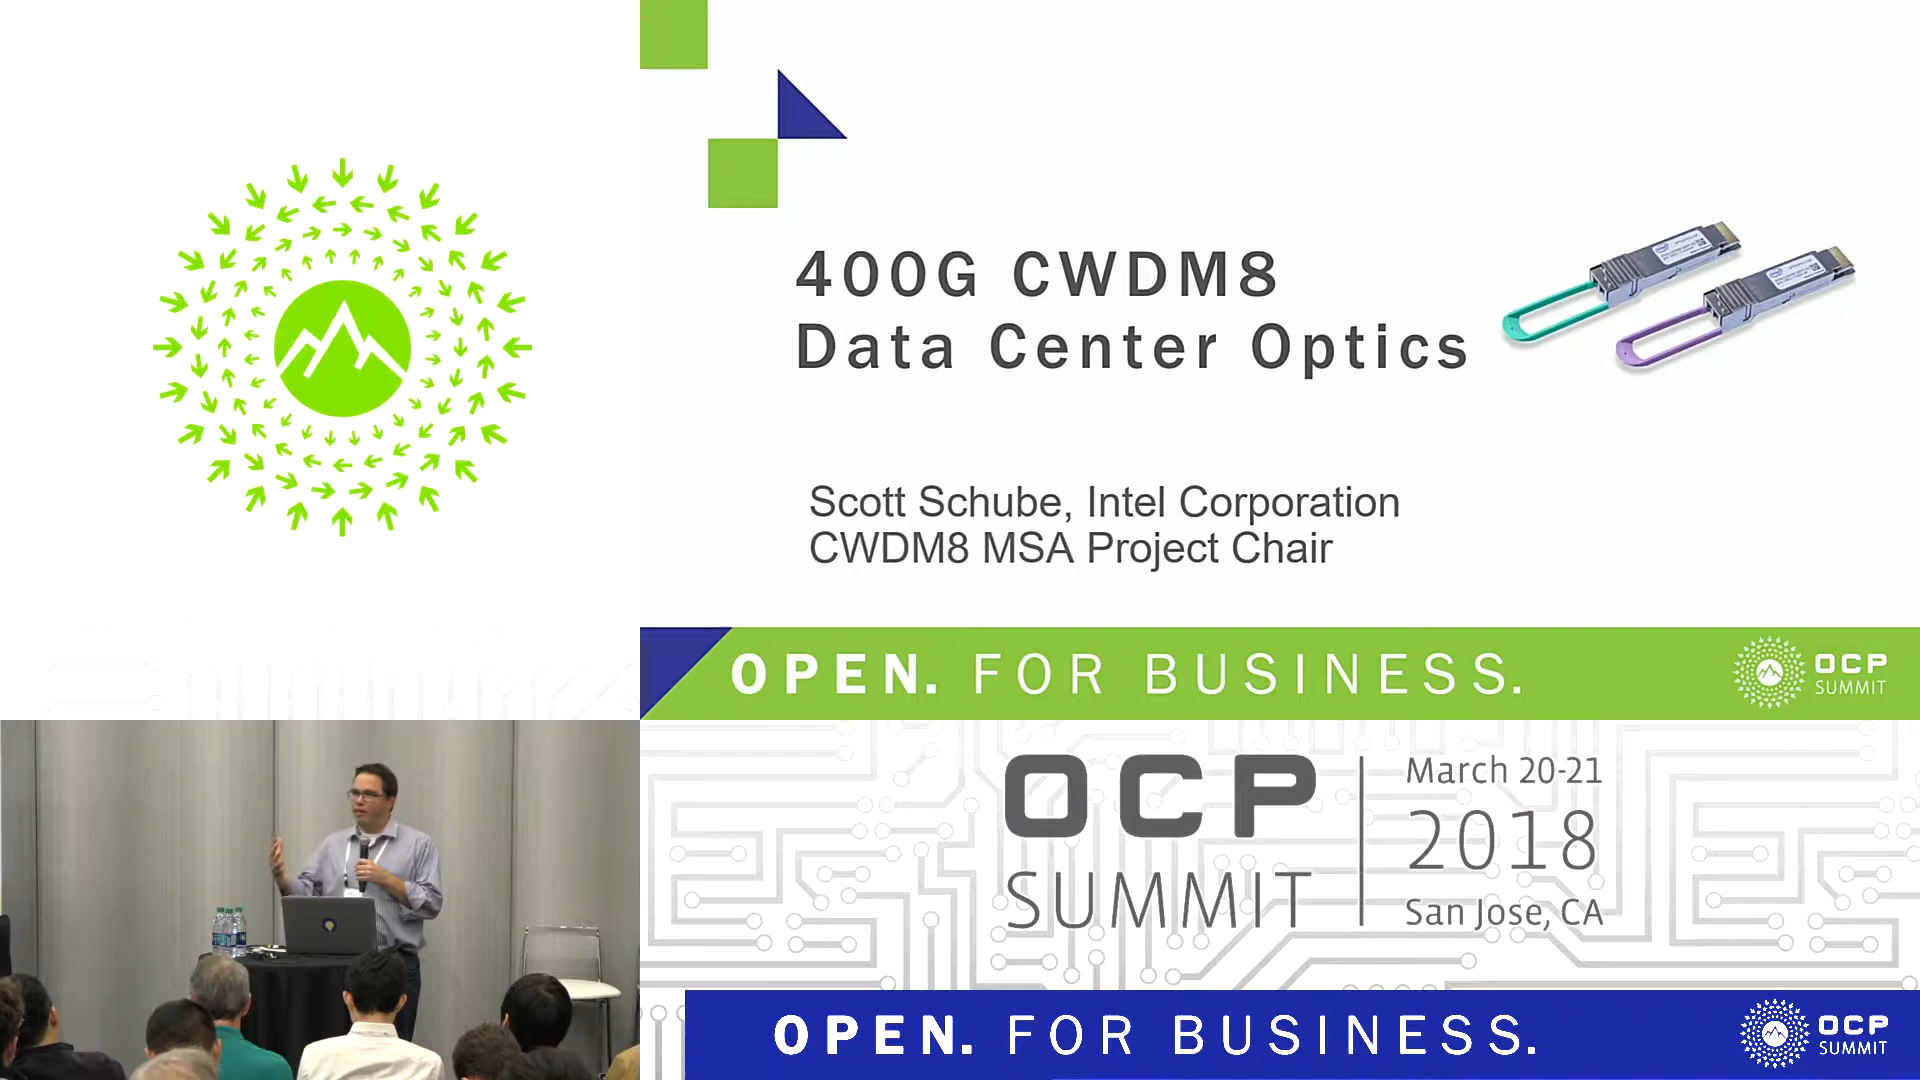 400G CWDM8
Data Center Optics
Scott Schube, Intel Corporation
CWDM8 MSA Project Chair
OPEN. FOR BUSINESS.
OCP
SUMMIT
OCP
SUMMIT
March 20-21
2018
San Jose, CA
OPEN. FOR BUSINESS.
OCP
SUMMIT